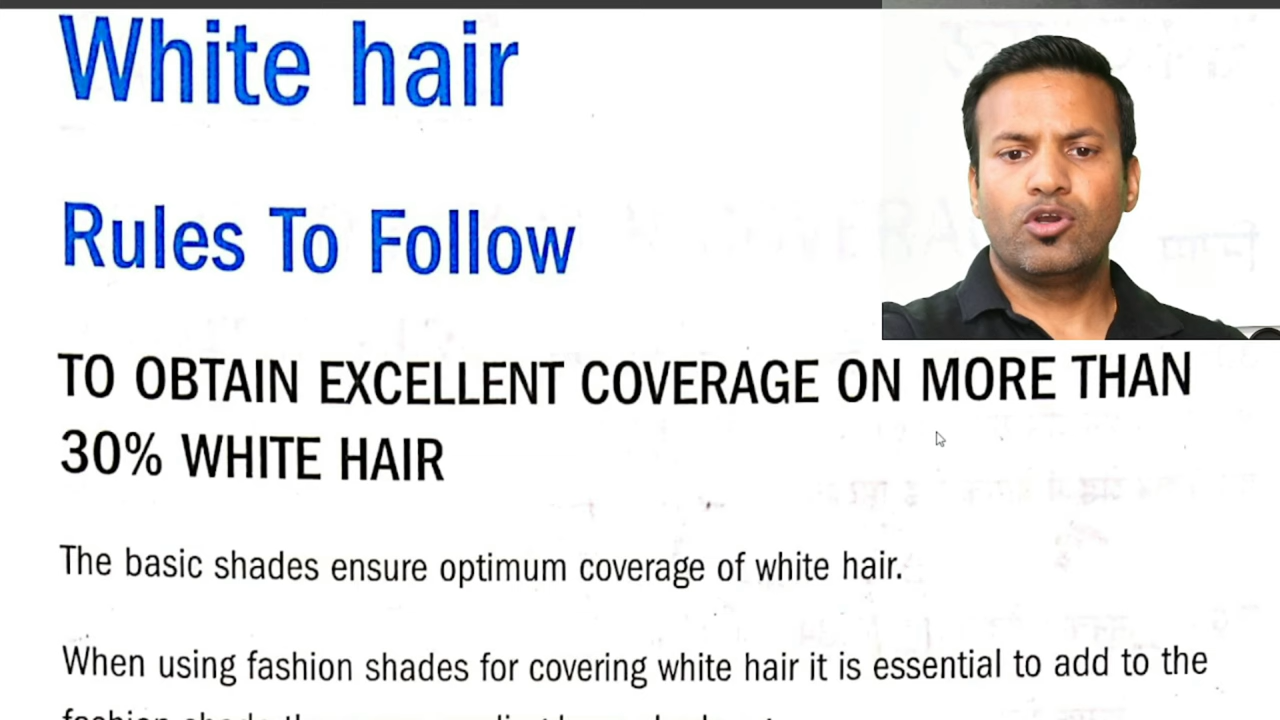 White hair
Rules To Follow
TO OBTAIN EXCELLENT COVERAGE ON MORE THAN
30% WHITE HAIR
The basic shades ensure optimum coverage of white hair.
When using fashion shades for covering white hair it is essential to add to the
fashion shade